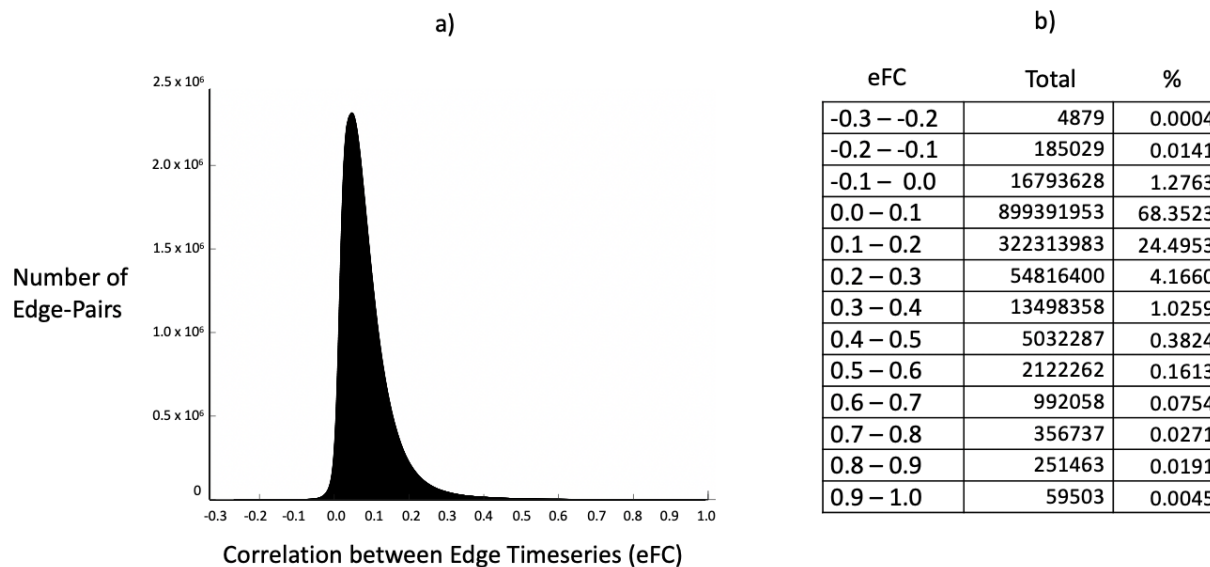 a)
2.5 x 10⁶
2.0 x 10⁶
1.5 x 10⁶
1.0 x 10⁶
0.5 x 10⁶
0
Number of
Edge-Pairs
-0.3 -0.2 -0.1 0.0 0.1 0.2 0.3 0.4 0.5 0.6 0.7 0.8 0.9 1.0
Correlation between Edge Timeseries (eFC)
b)
eFC Total %
-0.3 – -0.2 4879 0.0004
-0.2 – -0.1 185029 0.0141
-0.1 – 0.0 16793628 1.2763
0.0 – 0.1 899391953 68.3523
0.1 – 0.2 322313983 24.4953
0.2 – 0.3 54816400 4.1660
0.3 – 0.4 13498358 1.0259
0.4 – 0.5 5032287 0.3824
0.5 – 0.6 2122262 0.1613
0.6 – 0.7 992058 0.0754
0.7 – 0.8 356737 0.0271
0.8 – 0.9 251463 0.0191
0.9 – 1.0 59503 0.0045